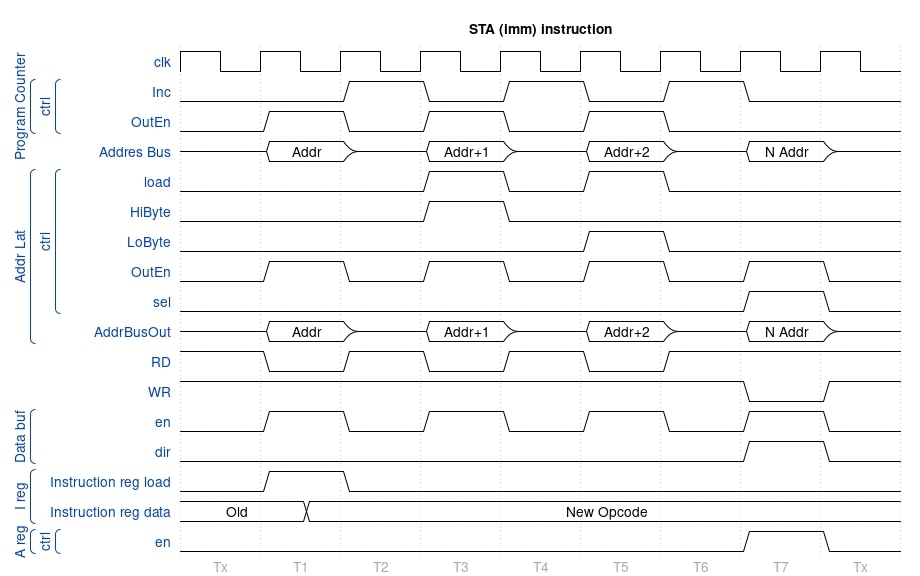 STA (imm) instruction
Program Counter
ctrl
clk
Inc
OutEn
Addres Bus
Addr
Addr+1
Addr+2
N Addr
Addr Lat
ctrl
load
HiByte
LoByte
OutEn
sel
AddrBusOut
Addr
Addr+1
Addr+2
N Addr
RD
WR
Data buf
en
dir
I reg
Instruction reg load
Instruction reg data
Old
New Opcode
A reg
ctrl
en
Tx T1 T2 T3 T4 T5 T6 T7 Tx